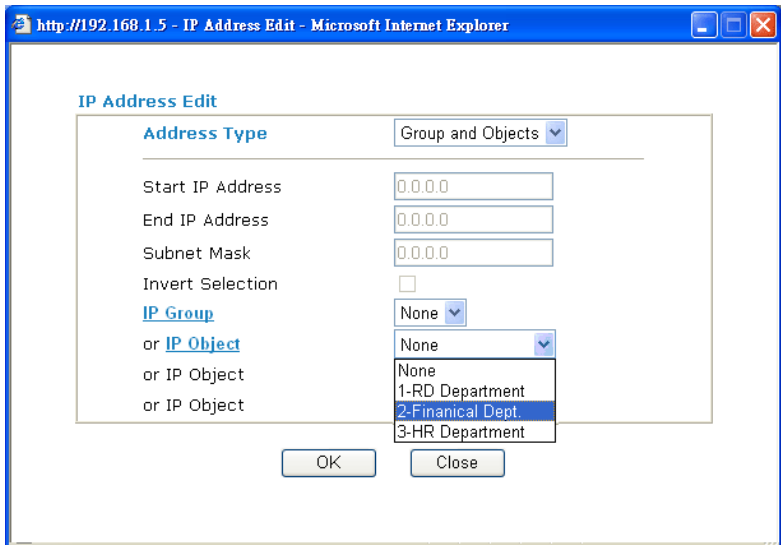 http://192.168.1.5 - IP Address Edit - Microsoft Internet Explorer
IP Address Edit
Address Type Group and Objects
Start IP Address 0.0.0.0
End IP Address 0.0.0.0
Subnet Mask 0.0.0.0
Invert Selection
IP Group None
or IP Object None
or IP Object
or IP Object
None
1-RD Department
2-Finanical Dept.
3-HR Department
OK Close